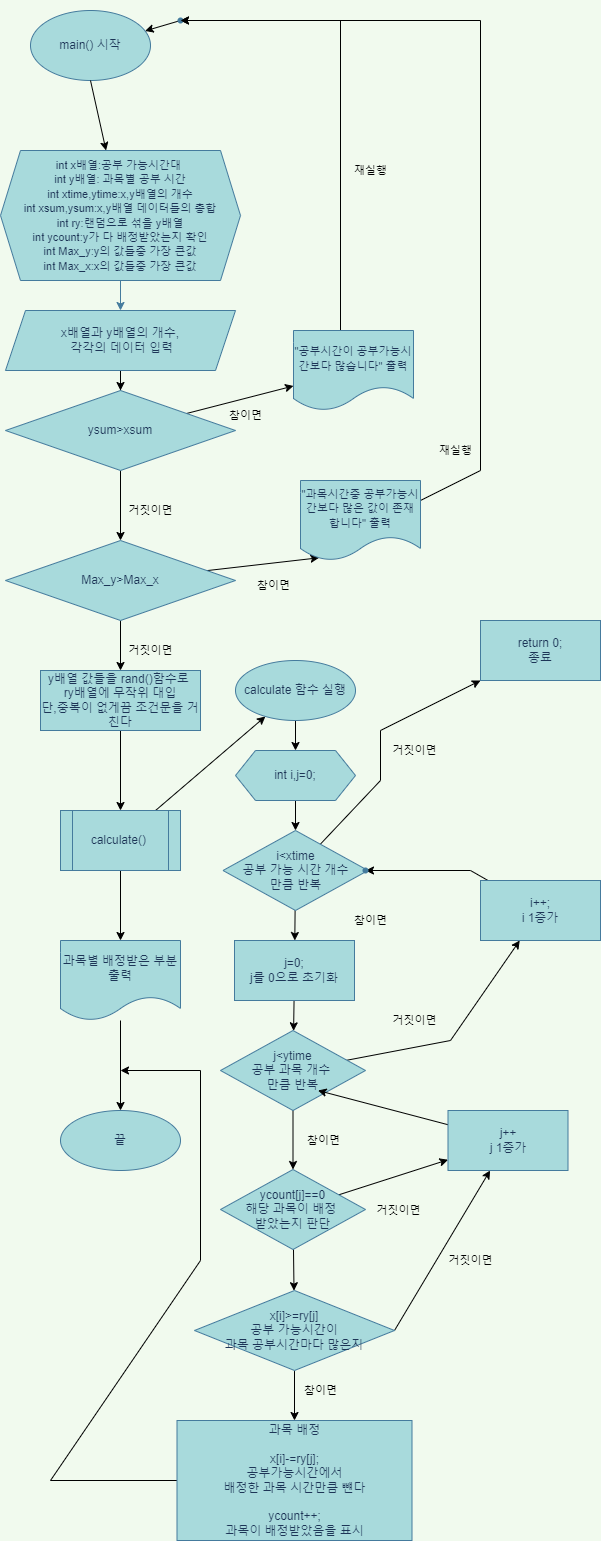 main() 시작
재실행
int x배열:공부 가능시간대
int y배열: 과목별 공부 시간
int xtime,ytime:x,y배열의 개수
int xsum,ysum:x,y배열 데이터들의 총합
int ry:랜덤으로 섞을 y배열
int ycount:y가 다 배정받았는지 확인
int Max_y:y의 값들중 가장 큰값
int Max_x:x의 값들중 가장 큰값
x배열과 y배열의 개수,
각각의 데이터 입력
"공부시간이 공부가능시
간보다 많습니다" 출력
ysum>xsum
참이면
재실행
거짓이면
"과목시간중 공부가능시
간보다 많은 값이 존재
합니다" 출력
Max_y>Max_x
참이면
거짓이면
y배열 값들을 rand()함수로
ry배열에 무작위 대입
단,중복이 없게끔 조건문을 거
친다
calculate 함수 실행
return 0;
종료
int i,j=0;
거짓이면
calculate()
i<xtime
공부 가능 시간 개수
만큼 반복
참이면
i++;
i 1증가
과목별 배정받은 부분
출력
j=0;
j를 0으로 초기화
거짓이면
j<ytime
공부 과목 개수
만큼 반복
끝
참이면
j++
j 1증가
ycount[j]==0
해당 과목이 배정
받았는지 판단
거짓이면
거짓이면
x[i]>=ry[j]
공부 가능시간이
과목 공부시간마다 많은지
참이면
과목 배정
x[i]-=ry[j];
공부가능시간에서
배정한 과목 시간만큼 뺀다
ycount++;
과목이 배정받았음을 표시